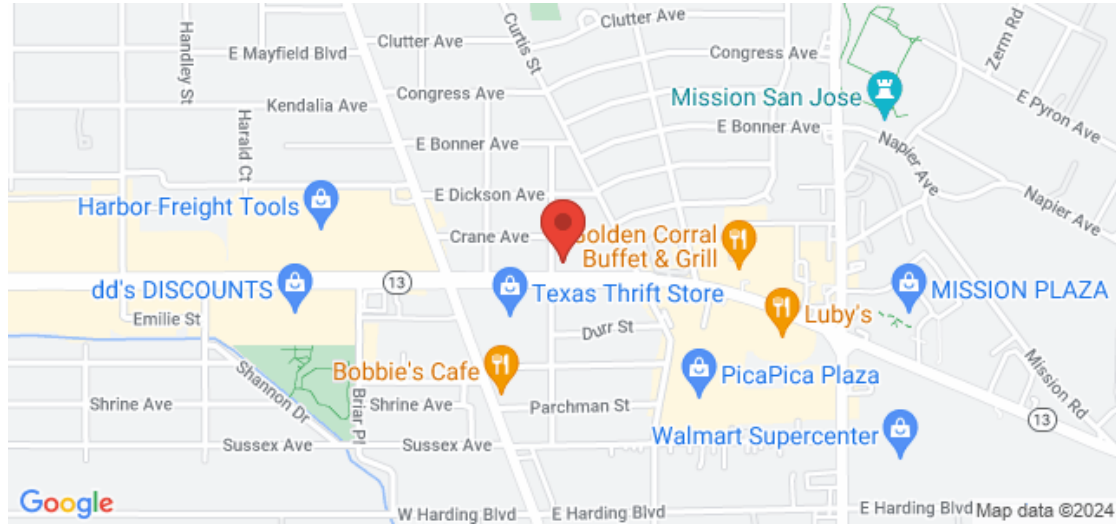 Clutter Ave
Clutter Ave
E Mayfield Blvd
Handley St
Curtis St
Congress Ave
Zerm Rd
Congress Ave
Kendalia Ave
Mission San Jose
E Pyron Ave
Harald Ct
E Bonner Ave
E Bonner Ave
Napier Ave
E Dickson Ave
Napier Ave
Harbor Freight Tools
Crane Ave
Golden Corral
Buffet & Grill
13
dd's DISCOUNTS
Texas Thrift Store
MISSION PLAZA
Emilie St
Durr St
Luby's
Bobbie's Cafe
PicaPica Plaza
Mission Rd
Shannon Dr
Briar Pl
Shrine Ave
Shrine Ave
Parchman St
13
Walmart Supercenter
Sussex Ave
Sussex Ave
Google
W Harding Blvd
E Harding Blvd
E Harding Blvd
Map data ©2024